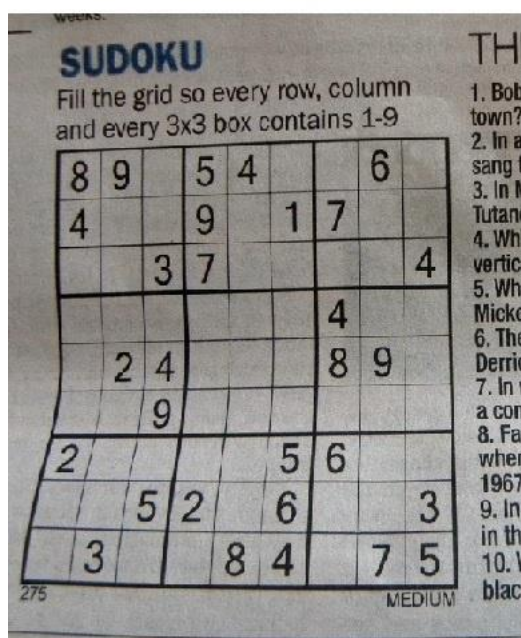 weeks.
SUDOKU
Fill the grid so every row, column
and every 3x3 box contains 1-9
8 9 5 4 6
4 9 1 7
3 7 4
4
2 4 8 9
9
2 5 6
5 2 6 3
3 8 4 7 5
275
MEDIUM
TH
1. Bob
town?
2. In a
sang
3. In
Tutan
4. Wh
vertic
5. Wh
Micke
6. The
Derri
7. In
a con
8. Fa
wher
1967
9. In
in th
10.
blac